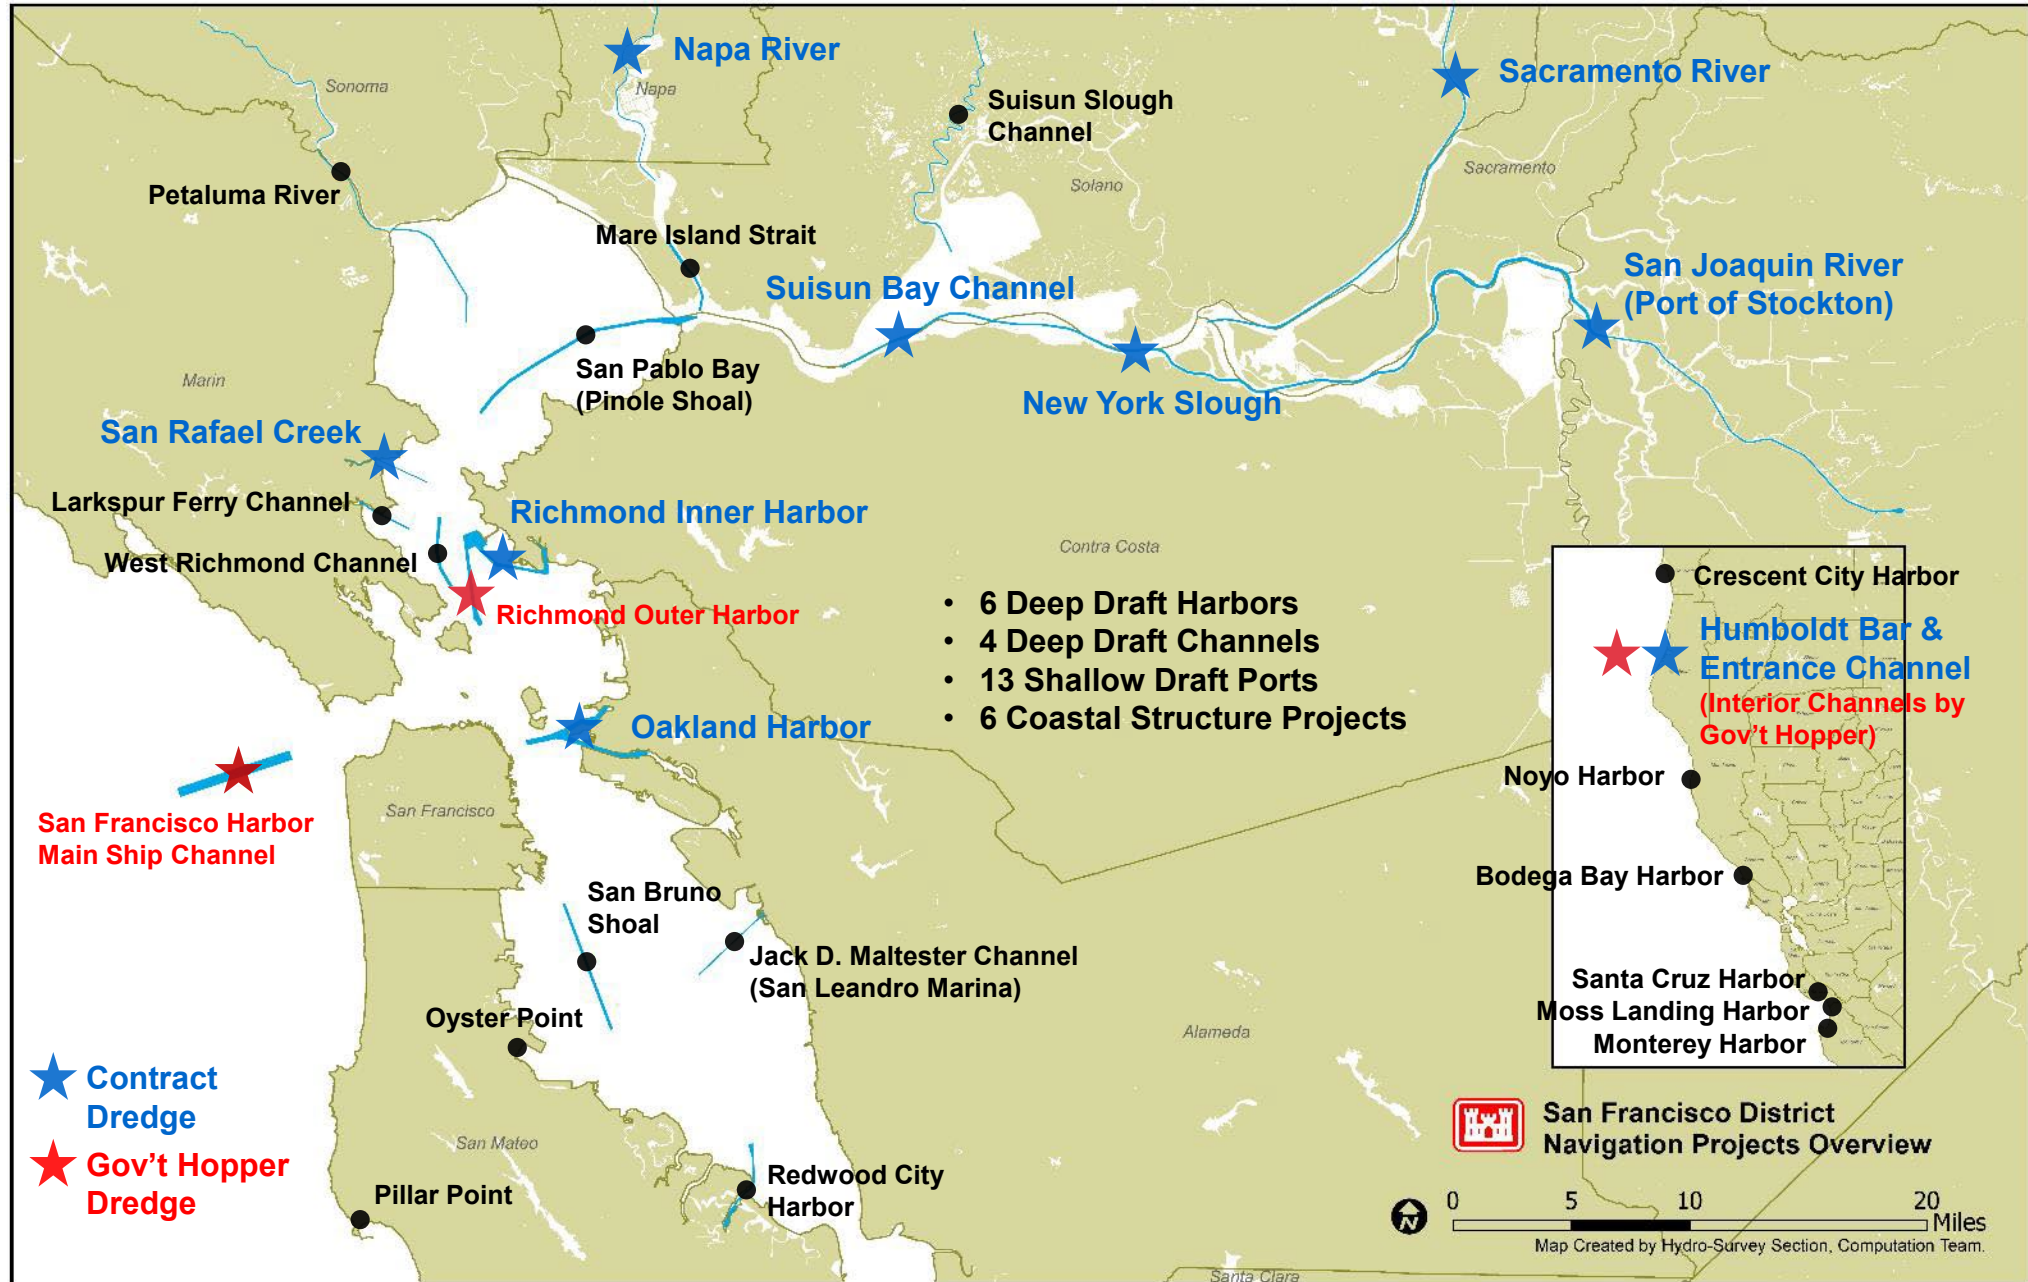 Napa River
Sacramento River
Sonoma
Napa
Suisun Slough
Channel
Sacramento
Solano
Petaluma River
Mare Island Strait
San Joaquin River
(Port of Stockton)
Suisun Bay Channel
San Pablo Bay
(Pinole Shoal)
Marin
New York Slough
San Rafael Creek
Larkspur Ferry Channel
Richmond Inner Harbor
West Richmond Channel
Contra Costa
Richmond Outer Harbor
• 6 Deep Draft Harbors
• 4 Deep Draft Channels
• 13 Shallow Draft Ports
• 6 Coastal Structure Projects
Crescent City Harbor
Humboldt Bar &
Entrance Channel
(Interior Channels by
Gov't Hopper)
Oakland Harbor
Noyo Harbor
San Francisco Harbor
Main Ship Channel
San Francisco
Bodega Bay Harbor
San Bruno
Shoal
Jack D. Maltester Channel
(San Leandro Marina)
Santa Cruz Harbor
Moss Landing Harbor
Monterey Harbor
Oyster Point
Alameda
Contract
Dredge
Gov't Hopper
Dredge
San Mateo
Pillar Point
Redwood City
Harbor
San Francisco District
Navigation Projects Overview
N
0 5 10 20
Miles
Map Created by Hydro-Survey Section, Computation Team.
Santa Clara